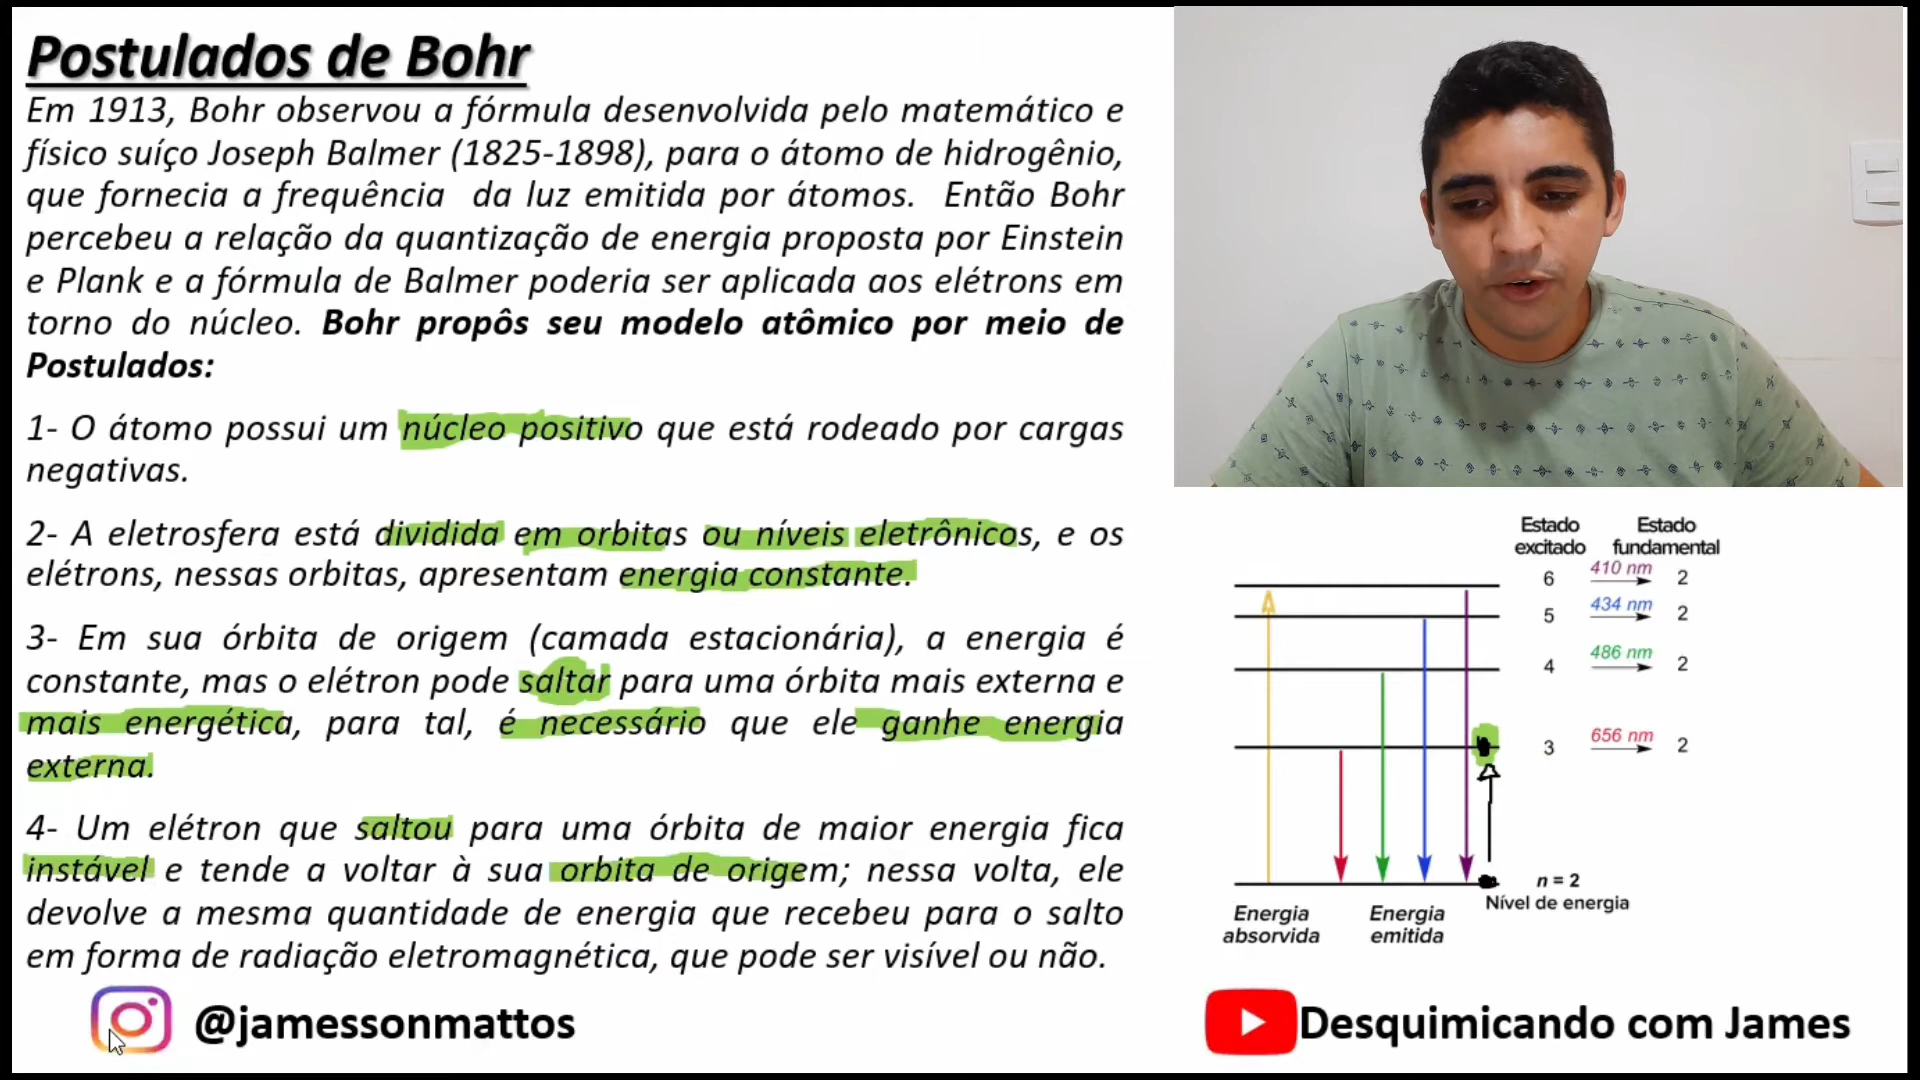 Postulados de Bohr
Em 1913, Bohr observou a fórmula desenvolvida pelo matemático e
físico suíço Joseph Balmer (1825-1898), para o átomo de hidrogênio,
que fornecia a frequência da luz emitida por átomos. Então Bohr
percebeu a relação da quantização de energia proposta por Einstein
e Plank e a fórmula de Balmer poderia ser aplicada aos elétrons em
torno do núcleo. Bohr propôs seu modelo atômico por meio de
Postulados:
1- O átomo possui um núcleo positivo que está rodeado por cargas
negativas.
2- A eletrosfera está dividida em orbitas ou níveis eletrônicos, e os
elétrons, nessas orbitas, apresentam energia constante.
3- Em sua órbita de origem (camada estacionária), a energia é
constante, mas o elétron pode saltar para uma órbita mais externa e
mais energética, para tal, é necessário que ele ganhe energia
externa.
4- Um elétron que saltou para uma órbita de maior energia fica
instável e tende a voltar à sua orbita de origem; nessa volta, ele
devolve a mesma quantidade de energia que recebeu para o salto
em forma de radiação eletromagnética, que pode ser visível ou não.
Estado excitado
Estado fundamental
6 410 nm 2
5 434 nm 2
4 486 nm 2
3 656 nm 2
n = 2
Nível de energia
Energia absorvida
Energia emitida
@jamessonmattos
Desquimicando com James